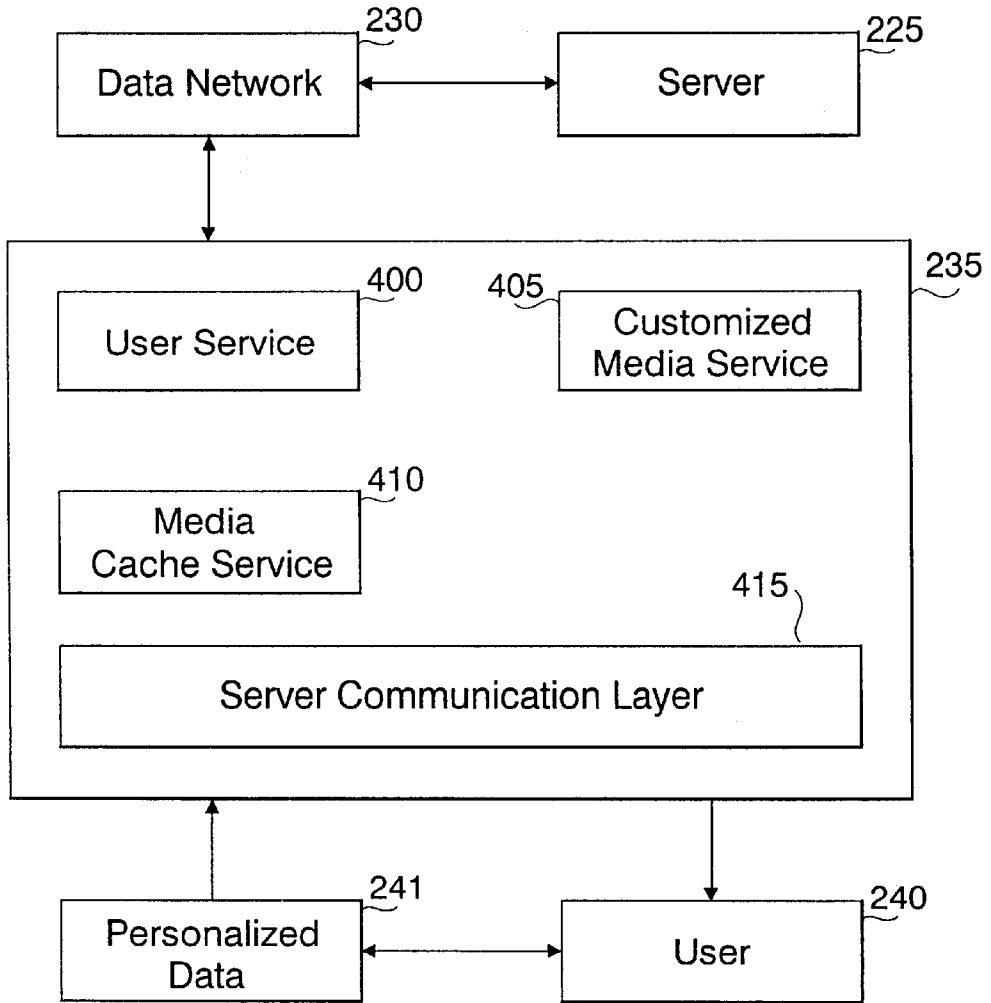 230
225
Data Network
Server
235
400
405
User Service
Customized
Media Service
410
Media
Cache Service
415
Server Communication Layer
241
240
Personalized
Data
User